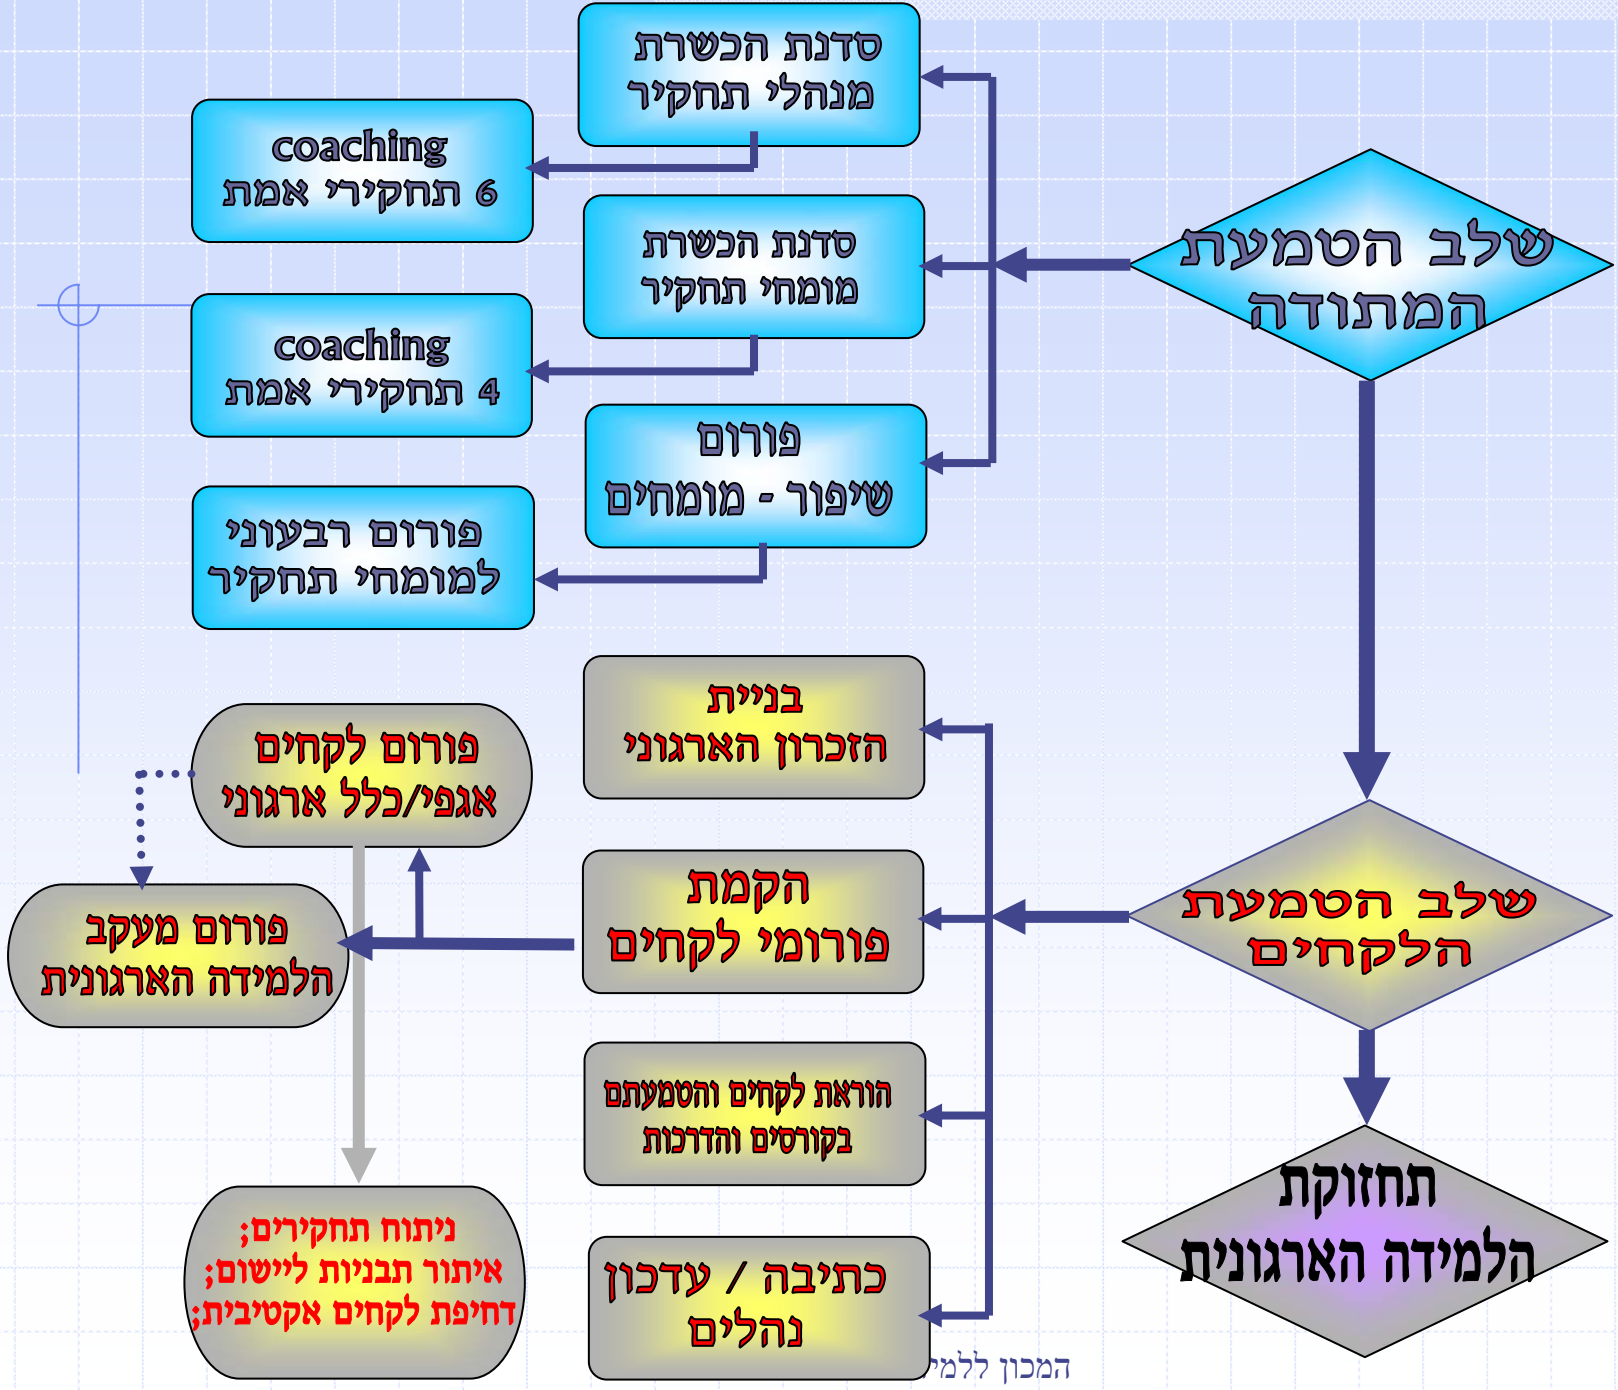 שלב הטמעת
המתודה
סדנת הכשרת
מנהלי תחקיר
coaching
6 תחקירי אמת
סדנת הכשרת
מומחי תחקיר
coaching
4 תחקירי אמת
פורום
שיפור - מומחים
פורום רבעוני
למומחי תחקיר
שלב הטמעת
הלקחים
בניית
הזכרון הארגוני
הקמת
פורומי לקחים
פורום לקחים
אגפי/כלל ארגוני
פורום מעקב
הלמידה הארגונית
הוראת לקחים והטמעתם
בקורסים והדרכות
כתיבה / עדכון
נהלים
ניתוח תחקירים;
איתור תבניות ליישום;
דחיפת לקחים אקטיבית;
תחזוקת
הלמידה הארגונית
המכון